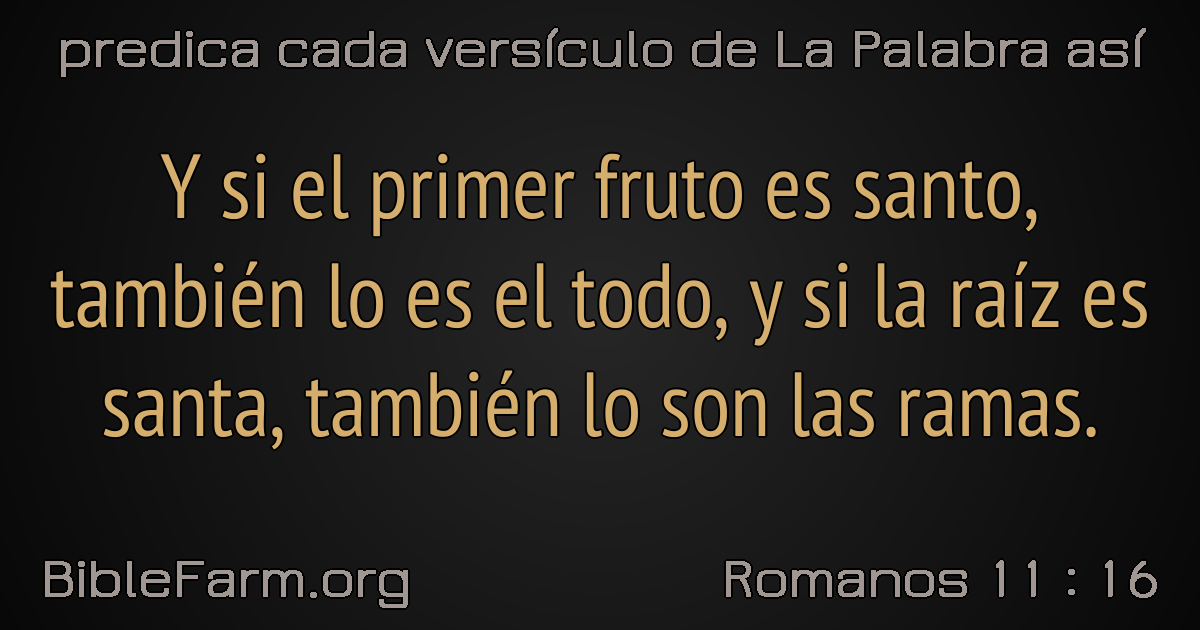 predica cada versículo de La Palabra así
Y si el primer fruto es santo,
también lo es el todo, y si la raíz es
santa, también lo son las ramas.
BibleFarm.org
Romanos 11 : 16